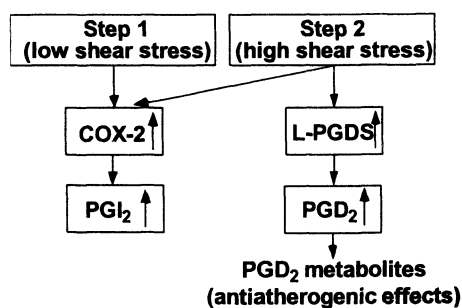 Step 1
(low shear stress)
Step 2
(high shear stress)
COX-2
L-PGDS
PGI₂
PGD₂
PGD₂ metabolites
(antiatherogenic effects)